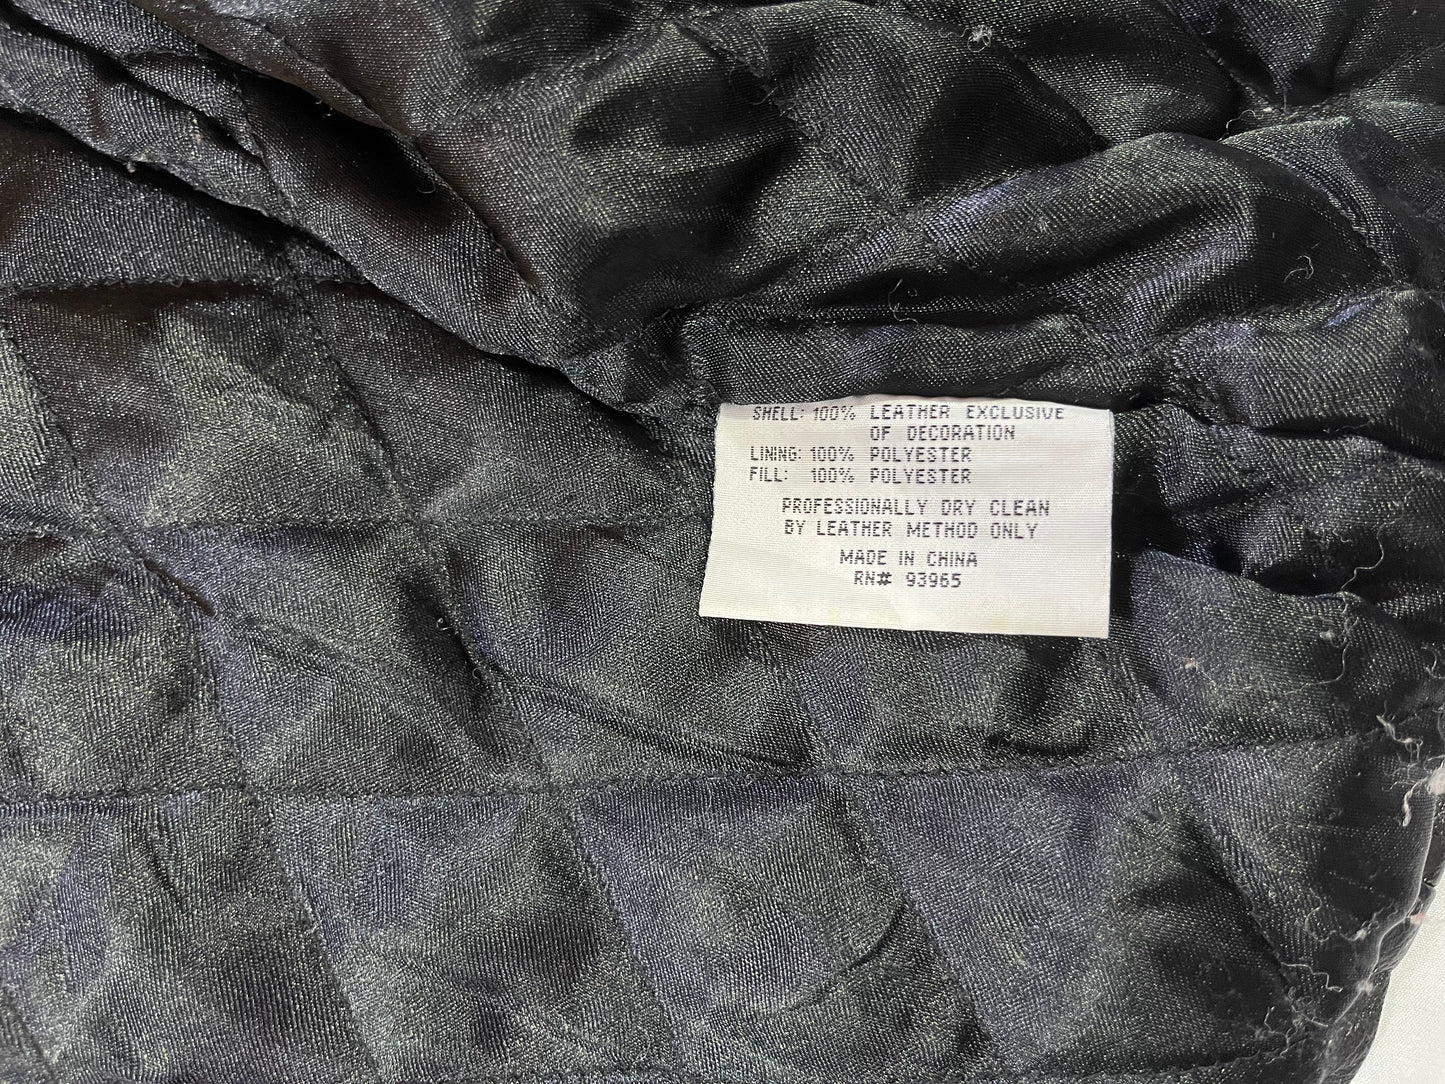 SHELL: 100% LEATHER EXCLUSIVE
OF DECORATION
LINING: 100% POLYESTER
FILL: 100% POLYESTER
PROFESSIONALLY DRY CLEAN
BY LEATHER METHOD ONLY
MADE IN CHINA
RN# 93965